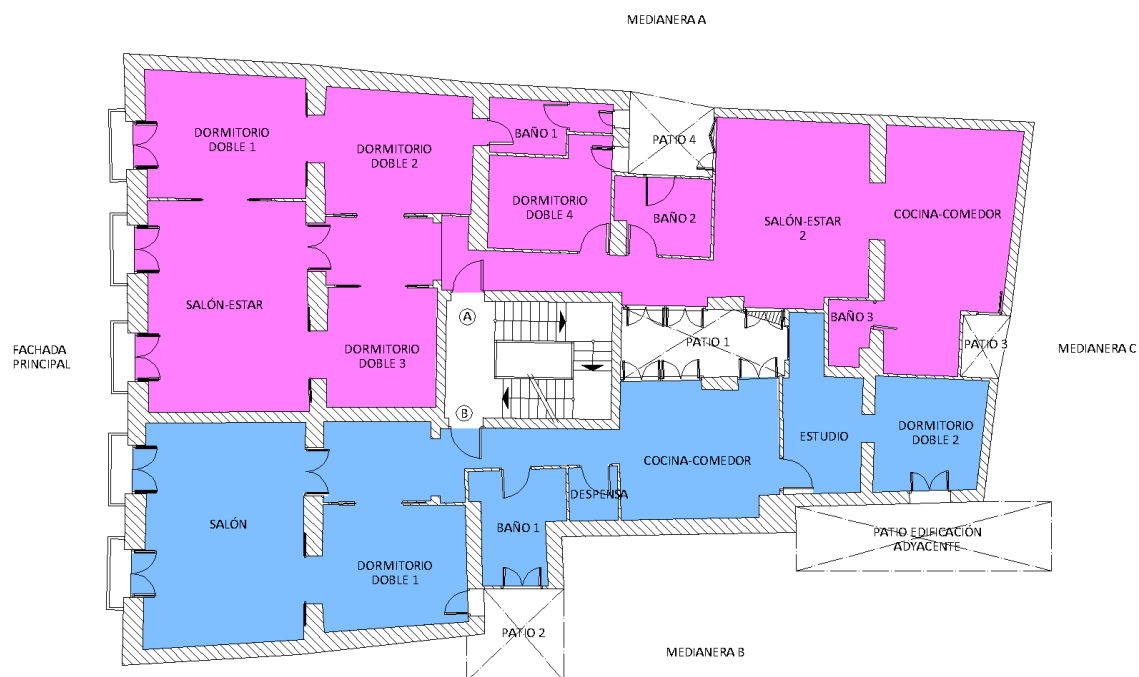 MEDIANERA A
DORMITORIO
DOBLE 1
DORMITORIO
DOBLE 2
BAÑO 1
PATIO 4
DORMITORIO
DOBLE 4
BAÑO 2
SALÓN-ESTAR
2
COCINA-COMEDOR
SALÓN-ESTAR
A
BAÑO 3
PATIO 1
PATIO 3
FACHADA
PRINCIPAL
MEDIANERA C
DORMITORIO
DOBLE 3
B
DORMITORIO
DOBLE 2
ESTUDIO
COCINA-COMEDOR
DESPENSA
SALÓN
BAÑO 1
PATIO EDIFICACIÓN
ADYACENTE
DORMITORIO
DOBLE 1
PATIO 2
MEDIANERA B